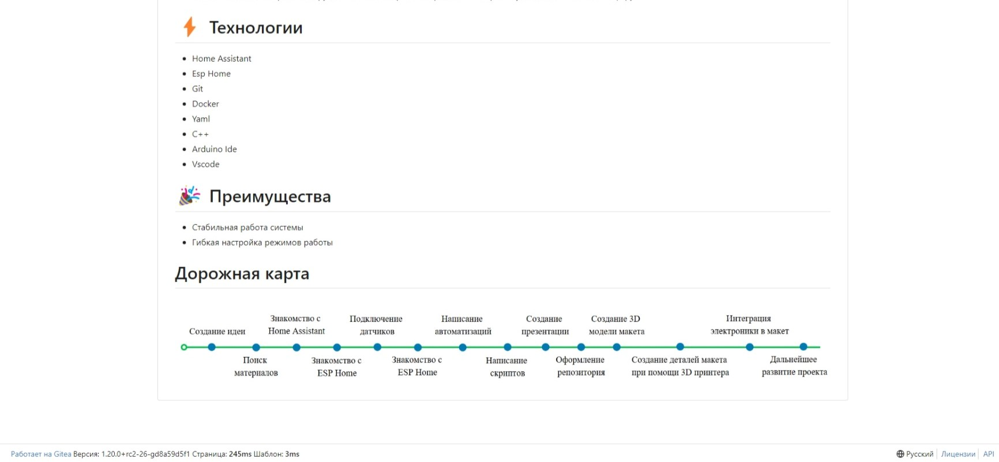 Технологии
Home Assistant
Esp Home
Git
Docker
Yaml
C++
Arduino Ide
Vscode
Преимущества
Стабильная работа системы
Гибкая настройка режимов работы
Дорожная карта
Создание идеи
Поиск
материалов
Знакомство с
Home Assistant
Знакомство с
ESP Home
Подключение
датчиков
Знакомство с
ESP Home
Написание
автоматизаций
Написание
скриптов
Создание
презентации
Оформление
репозитория
Создание 3D
модели макета
Создание деталей макета
при помощи 3D принтера
Интеграция
электроники в макет
Дальнейшее
развитие проекта
Работает на Gitea Версия: 1.20.0+rc2-26-gd8a59d5f1 Страница: 245ms Шаблон: 3ms
Русский Лицензии API